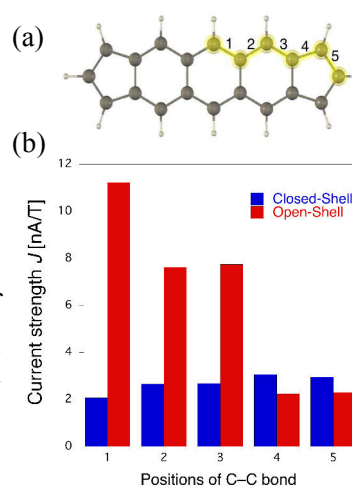 (a)
1 2 3 4 5
(b)
12
10
8
6
4
2
0
Current strength J [nA/T]
Closed-Shell
Open-Shell
1 2 3 4 5
Positions of C–C bond